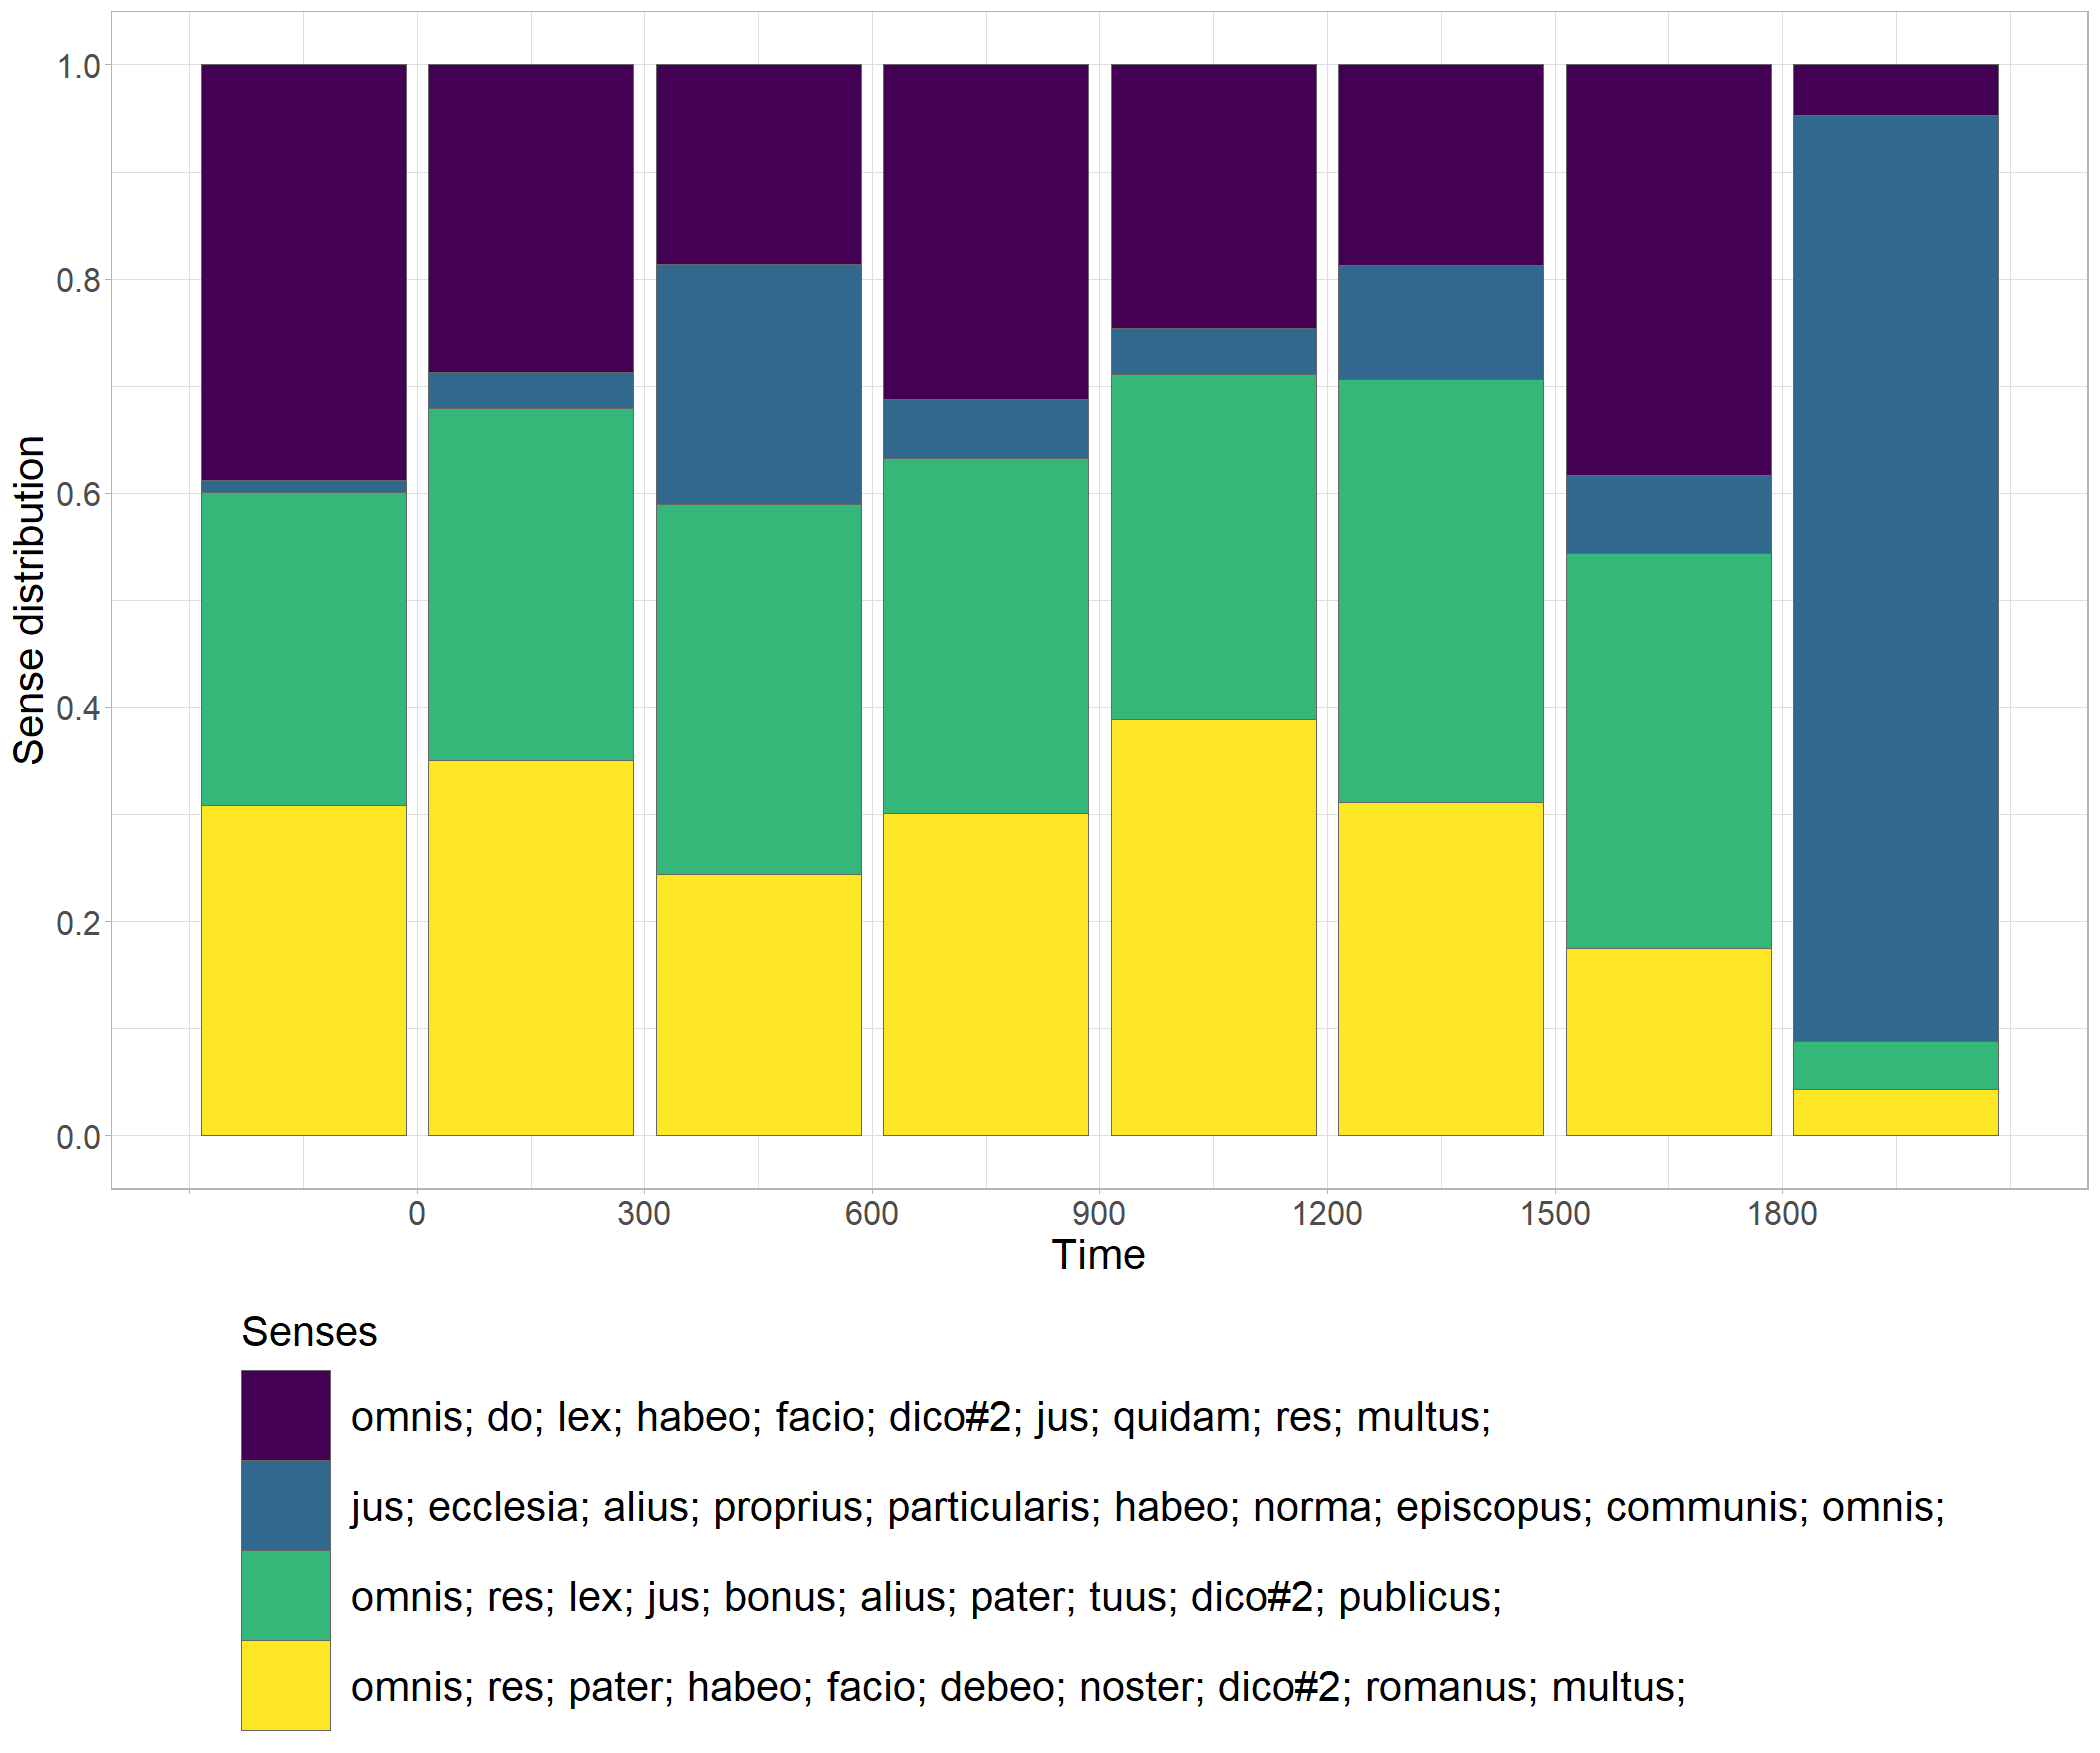 1.0
0.8
0.6
0.4
0.2
0.0
Sense distribution
0 300 600 900 1200 1500 1800
Time
Senses
omnis; do; lex; habeo; facio; dico#2; jus; quidam; res; multus;
jus; ecclesia; alius; proprius; particularis; habeo; norma; episcopus; communis; omnis;
omnis; res; lex; jus; bonus; alius; pater; tuus; dico#2; publicus;
omnis; res; pater; habeo; facio; debeo; noster; dico#2; romanus; multus;